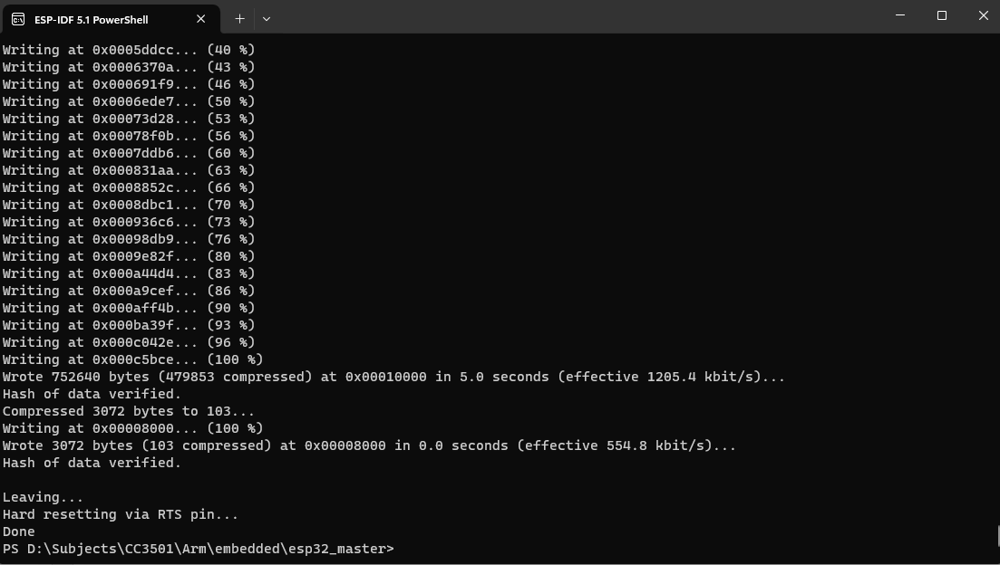 ESP-IDF 5.1 PowerShell
Writing at 0x0005ddcc... (40 %)
Writing at 0x0006370a... (43 %)
Writing at 0x000691f9... (46 %)
Writing at 0x0006ede7... (50 %)
Writing at 0x00073d28... (53 %)
Writing at 0x00078f0b... (56 %)
Writing at 0x0007ddb6... (60 %)
Writing at 0x000831aa... (63 %)
Writing at 0x0008852c... (66 %)
Writing at 0x0008dbc1... (70 %)
Writing at 0x000936c6... (73 %)
Writing at 0x00098db9... (76 %)
Writing at 0x0009e82f... (80 %)
Writing at 0x000a44d4... (83 %)
Writing at 0x000a9cef... (86 %)
Writing at 0x000aff4b... (90 %)
Writing at 0x000ba39f... (93 %)
Writing at 0x000c042e... (96 %)
Writing at 0x000c5bce... (100 %)
Wrote 752640 bytes (479853 compressed) at 0x00010000 in 5.0 seconds (effective 1205.4 kbit/s)...
Hash of data verified.
Compressed 3072 bytes to 103...
Writing at 0x00008000... (100 %)
Wrote 3072 bytes (103 compressed) at 0x00008000 in 0.0 seconds (effective 554.8 kbit/s)...
Hash of data verified.

Leaving...
Hard resetting via RTS pin...
Done
PS D:\Subjects\CC3501\Arm\embedded\esp32_master>